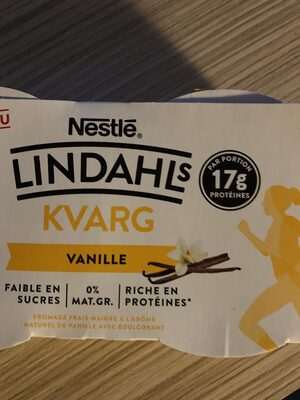 U
Nestlé®
LINDAHLS
PAR PORTION
17g
PROTÉINES
KVARG
VANILLE
FAIBLE EN
SUCRES
0%
MAT.GR.
RICHE EN
PROTÉINES*
FROMAGE FRAIS MAIGRE À L'ARÔME
NATUREL DE VANILLE AVEC ÉDULCORANT